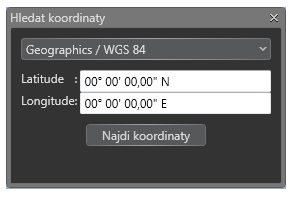 Hledat koordinaty
Geographics / WGS 84
Latitude : 00° 00' 00,00" N
Longitude: 00° 00' 00,00" E
Najdi koordinaty